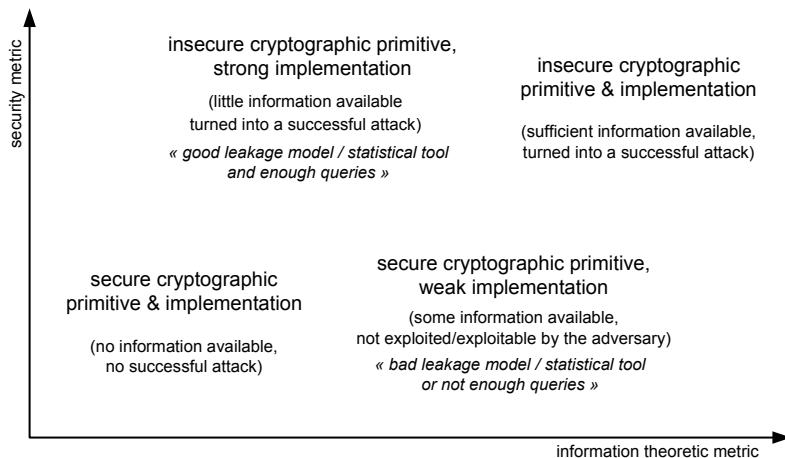 security metric
insecure cryptographic primitive,
strong implementation
(little information available
turned into a successful attack)
« good leakage model / statistical tool
and enough queries »
insecure cryptographic
primitive & implementation
(sufficient information available,
turned into a successful attack)
secure cryptographic
primitive & implementation
(no information available,
no successful attack)
secure cryptographic primitive,
weak implementation
(some information available,
not exploited/exploitable by the adversary)
« bad leakage model / statistical tool
or not enough queries »
information theoretic metric